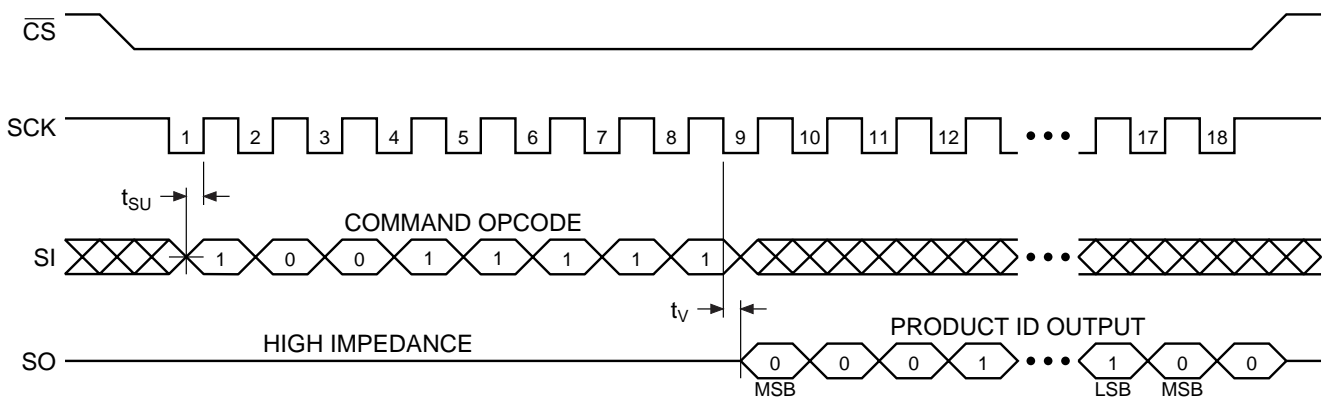 CS
SCK 1 2 3 4 5 6 7 8 9 10 11 12 17 18
tSU
COMMAND OPCODE
SI 1 0 0 1 1 1 1 1
tV
HIGH IMPEDANCE
PRODUCT ID OUTPUT
SO 0 0 0 1 1 0 0
MSB LSB MSB